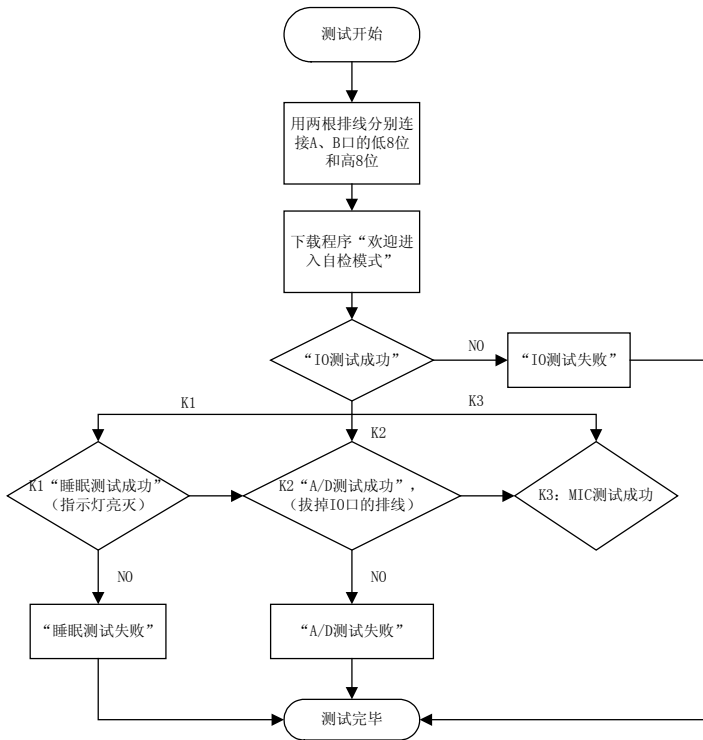 测试开始
用两根排线分别连
接A、B口的低8位
和高8位
下载程序“欢迎进
入自检模式”
“IO测试成功”
NO
“IO测试失败”
K1
K3
K2
K1“睡眠测试成功”
（指示灯亮灭）
K2“A/D测试成功”，
（拔掉IO口的排线）
K3：MIC测试成功
NO
NO
“睡眠测试失败”
“A/D测试失败”
测试完毕